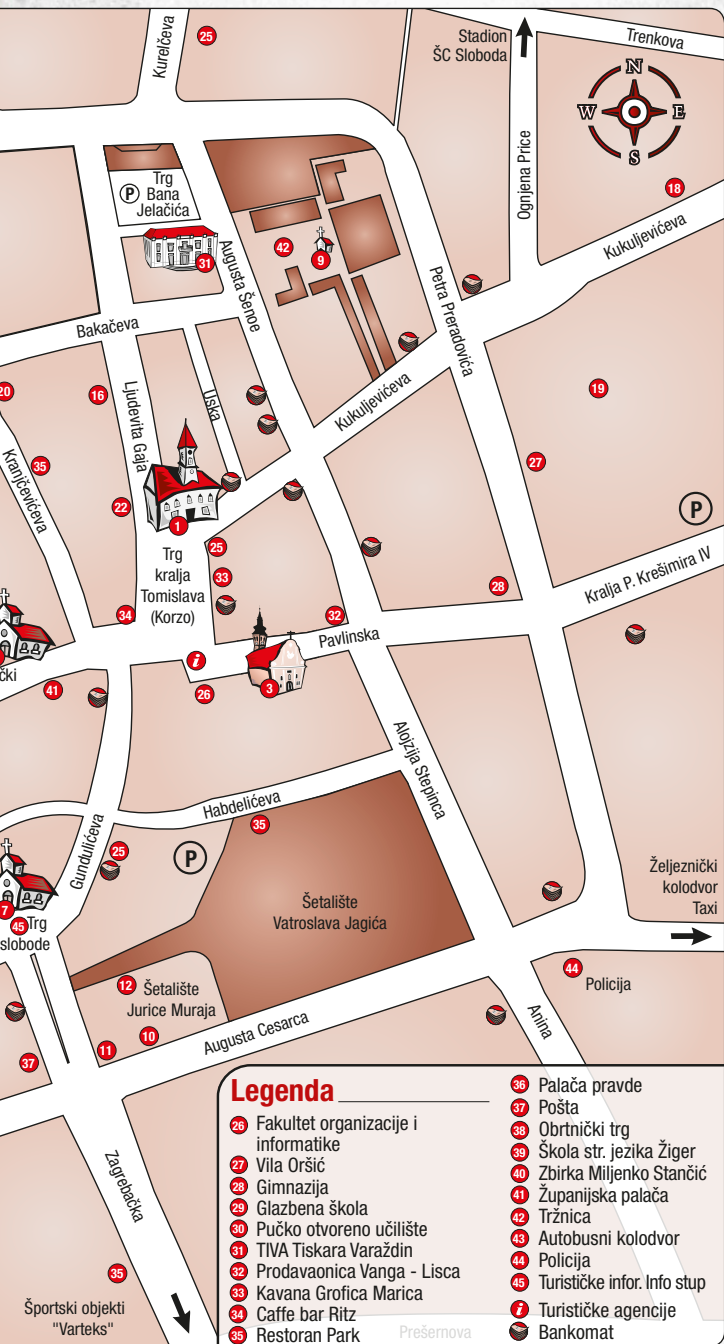 25
Kurelčeva
Stadion
ŠC Sloboda
Trenkova
N
W
E
S
Ognjena Price
18
Kukuljevićeva
P
Trg
Bana
Jelačića
31
Augusta Šenoe
42
9
Petra Preradovića
Bakačeva
20
16
Ljudevita Gaja
Uska
Kukuljevićeva
19
Kranjčevićeva
35
22
27
P
1
Trg
kralja
Tomislava
(Korzo)
25
33
28
Kralja P. Krešimira IV
34
32
Pavlinska
i
26
3
čki
41
Alojzija Stepinca
Habdelićeva
35
Gundulićeva
25
P
7
45
Trg
slobode
Šetalište
Vatroslava Jagića
Željeznički
kolodvor
Taxi
12
Šetalište
Jurice Muraja
44
Policija
10
11
Augusta Cesarca
Anina
37
Zagrebačka
35
Športski objekti
"Varteks"
Prešernova
Legenda
26 Fakultet organizacije i
informatike
27 Vila Oršić
28 Gimnazija
29 Glazbena škola
30 Pučko otvoreno učilište
31 TIVA Tiskara Varaždin
32 Prodavaonica Vanga - Lisca
33 Kavana Grofica Marica
34 Caffe bar Ritz
35 Restoran Park
36 Palača pravde
37 Pošta
38 Obrtnički trg
39 Škola str. jezika Žiger
40 Zbirka Miljenko Stančić
41 Županijska palača
42 Tržnica
43 Autobusni kolodvor
44 Policija
45 Turističke infor. Info stup
i Turističke agencije
Bankomat